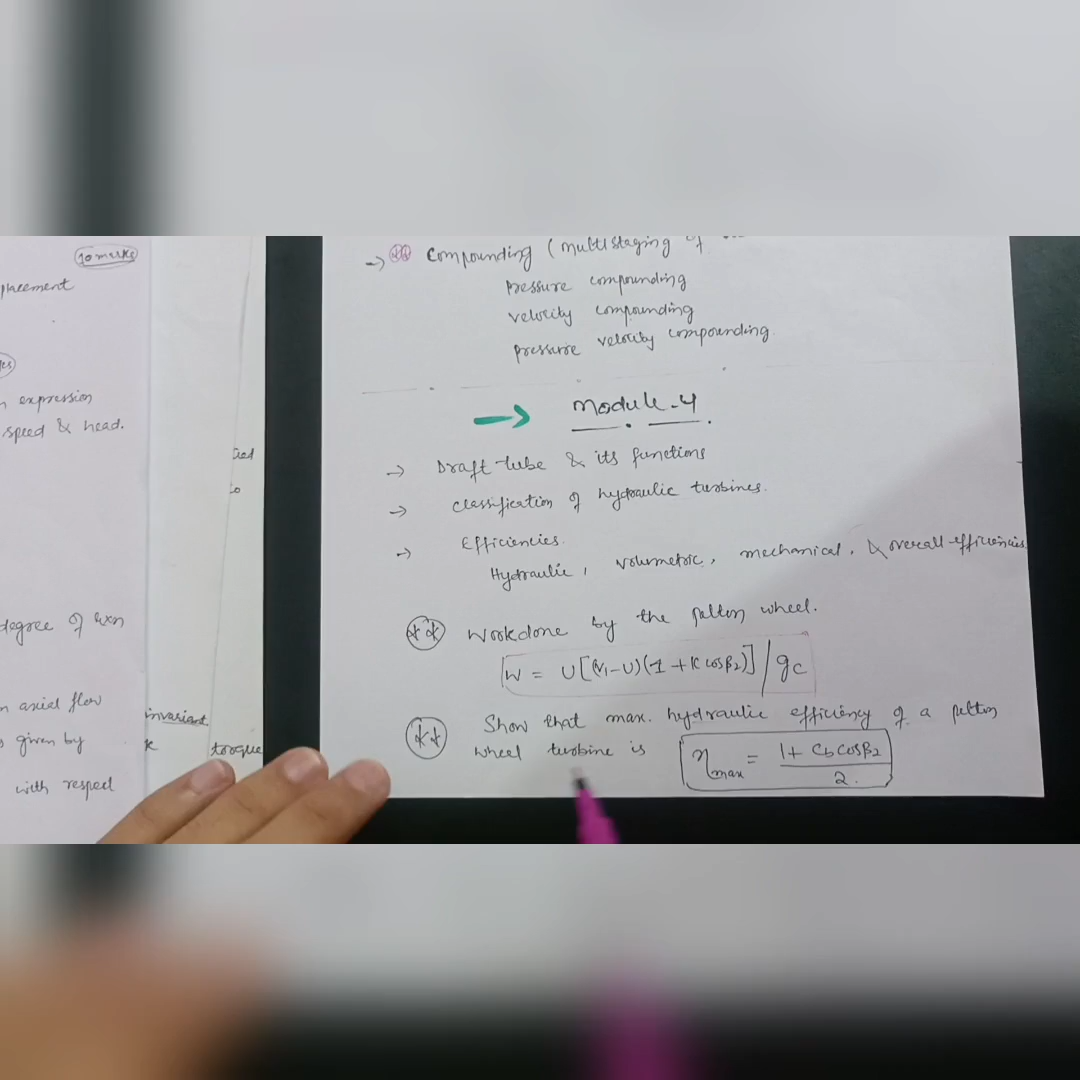 10 marks
placement
expression
speed & head.
degree of rxn
n axial flow
given by
with respect
invariant
torque
-> ** Compounding (Multistaging of
Pressure compounding
velocity compounding
Pressure velocity compounding.
-> Module-4
-> Draft tube & its functions
-> classification of hydraulic turbines.
-> Efficiencies.
Hydraulic, volumetric, mechanical, & overall efficiencies
** Workdone by the pelton wheel.
W = U[(V₁-U)(1+K cosβ₂)]/gc
** Show that max. hydraulic efficiency of a pelton
wheel turbine is ηmax = 1+ Cb cosβ₂ / 2.